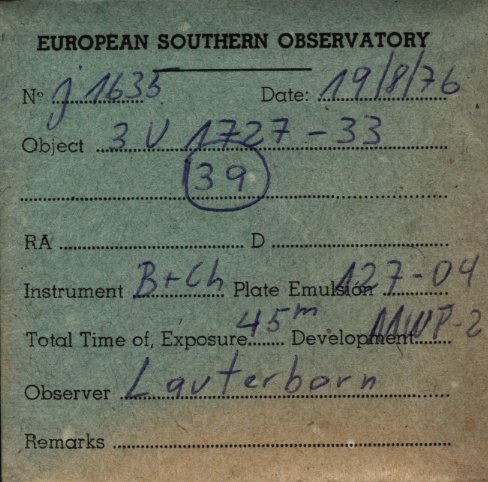 EUROPEAN SOUTHERN OBSERVATORY
Nº j 1635 Date: 19/8/76
Object 3 U 1727-33
39
RA D
Instrument B+Ch Plate Emulsion 127-04
Total Time of, Exposure 45m Development MWP-2
Observer Lauterborn
Remarks